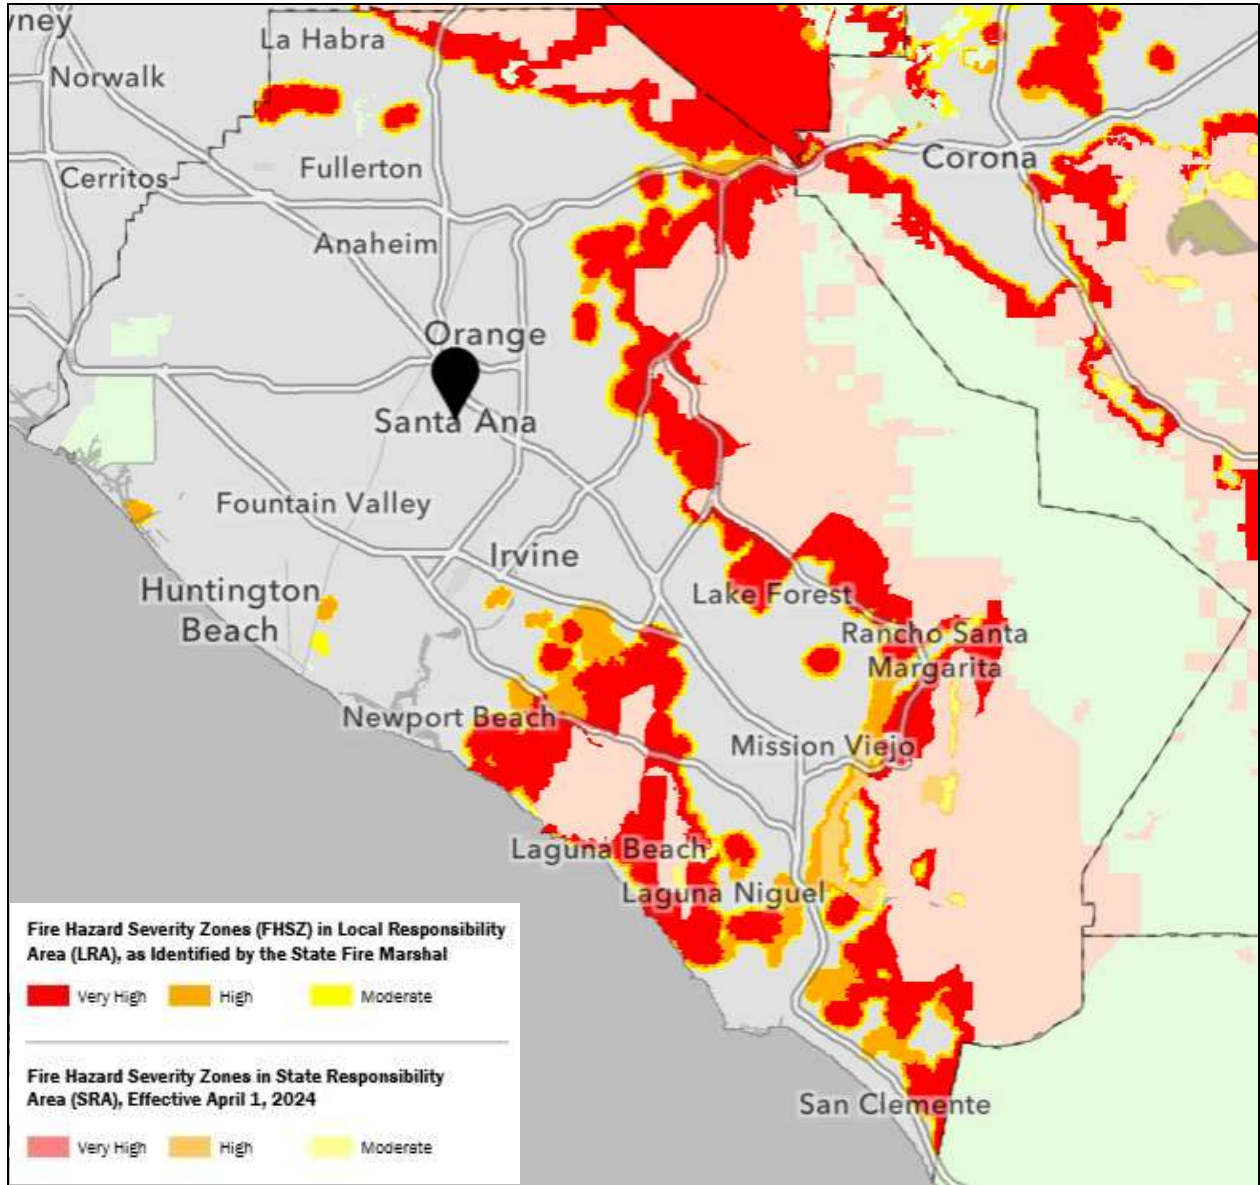 wney
La Habra
Norwalk
Corona
Fullerton
Cerritos
Anaheim
Orange
Santa Ana
Fountain Valley
Irvine
Huntington
Beach
Lake Forest
Rancho Santa
Margarita
Newport Beach
Mission Viejo
Laguna Beach
Laguna Niguel
San Clemente
Fire Hazard Severity Zones (FHSZ) in Local Responsibility
Area (LRA), as Identified by the State Fire Marshal
Very High High Moderate
Fire Hazard Severity Zones in State Responsibility
Area (SRA), Effective April 1, 2024
Very High High Moderate